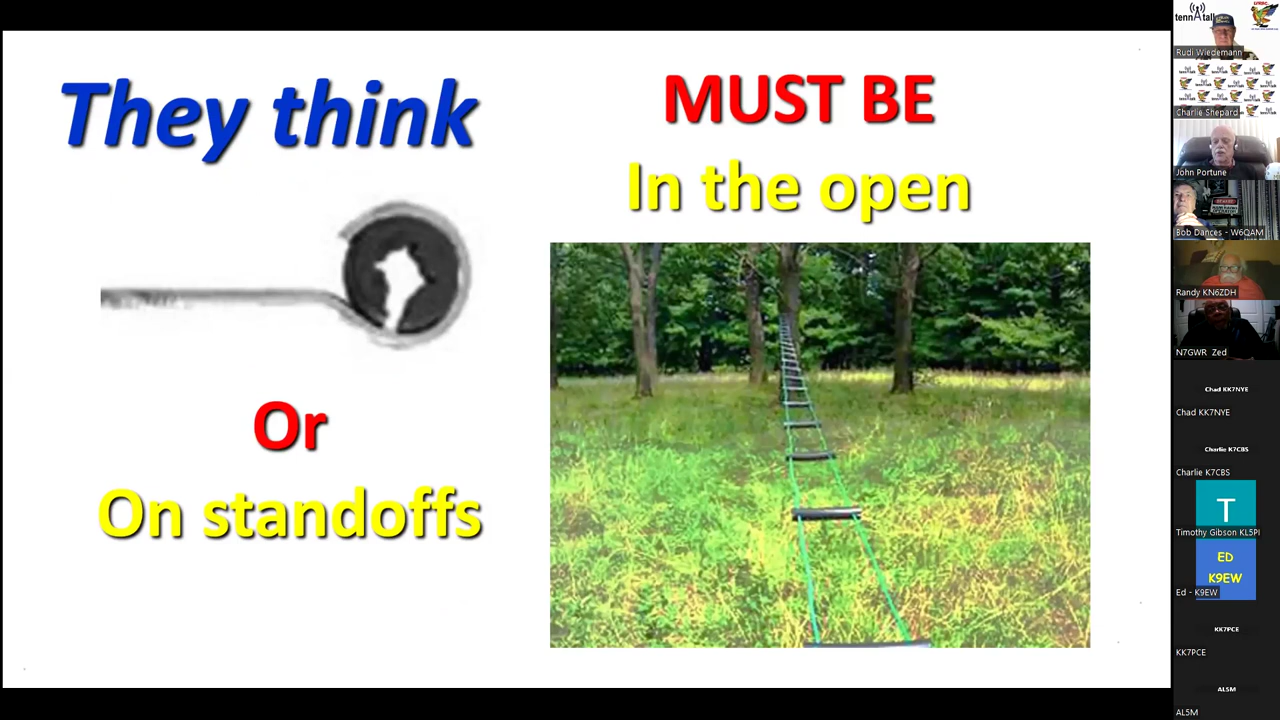 They think
Or
On standoffs
MUST BE
In the open
tennAtalk
Rudi Wiedemann
Charlie Shepard
John Portune
Bob Dances - W6QAM
Randy KN6ZDH
N7GWR Zed
Chad KK7NYE
Chad KK7NYE
Charlie K7CBS
Charlie K7CBS
T
Timothy Gibson KL5PI
ED
K9EW
Ed - K9EW
KK7PCE
KK7PCE
AL5M
AL5M